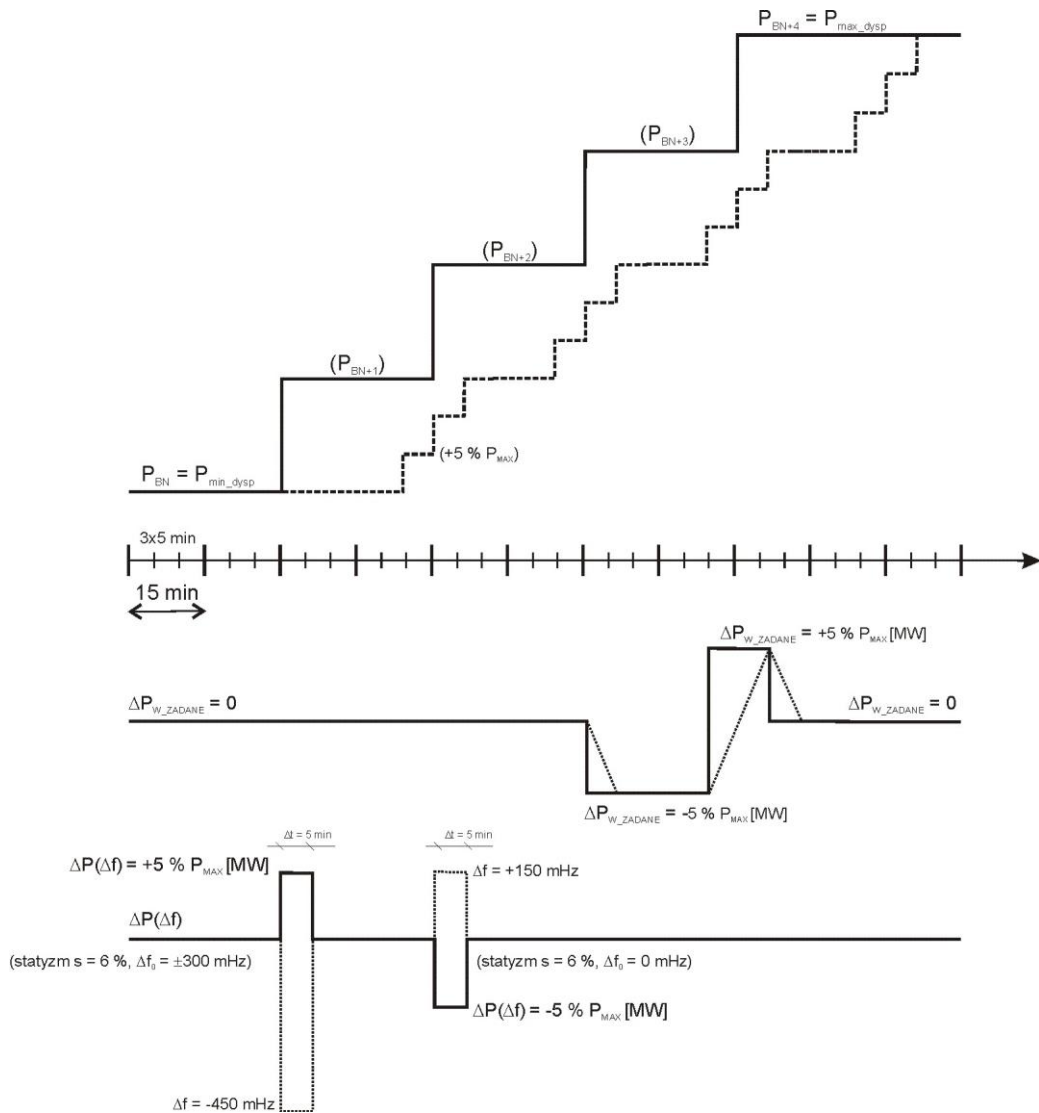 P_BN+4 = P_max_dysp
(P_BN+3)
(P_BN+2)
(P_BN+1)
(+5 % P_MAX)
P_BN = P_min_dysp
3x5 min
15 min
ΔP_W_ZADANE = +5 % P_MAX [MW]
ΔP_W_ZADANE = 0
ΔP_W_ZADANE = 0
ΔP_W_ZADANE = -5 % P_MAX [MW]
Δt = 5 min
Δt = 5 min
ΔP(Δf) = +5 % P_MAX [MW]
Δf = +150 mHz
ΔP(Δf)
(statyzm s = 6 %, Δf₀ = ±300 mHz)
(statyzm s = 6 %, Δf₀ = 0 mHz)
ΔP(Δf) = -5 % P_MAX [MW]
Δf = -450 mHz